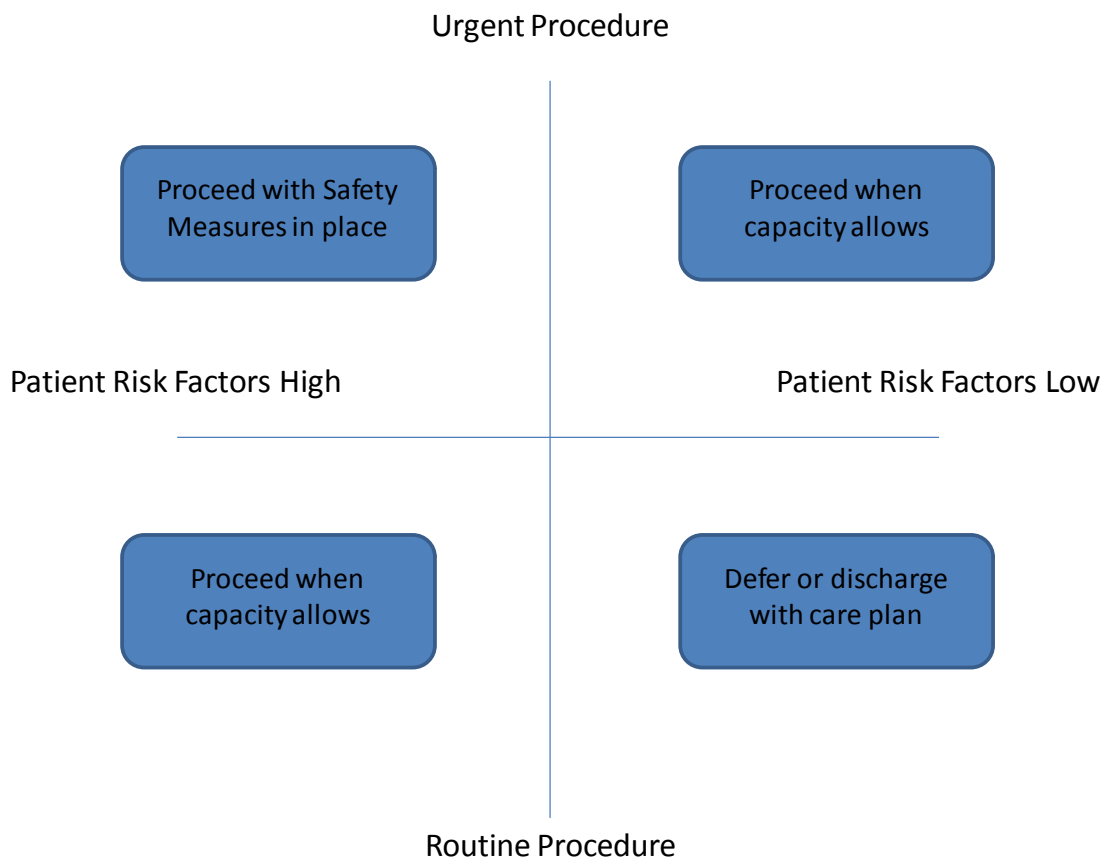 Urgent Procedure
Proceed with Safety
Measures in place
Proceed when
capacity allows
Patient Risk Factors High
Patient Risk Factors Low
Proceed when
capacity allows
Defer or discharge
with care plan
Routine Procedure